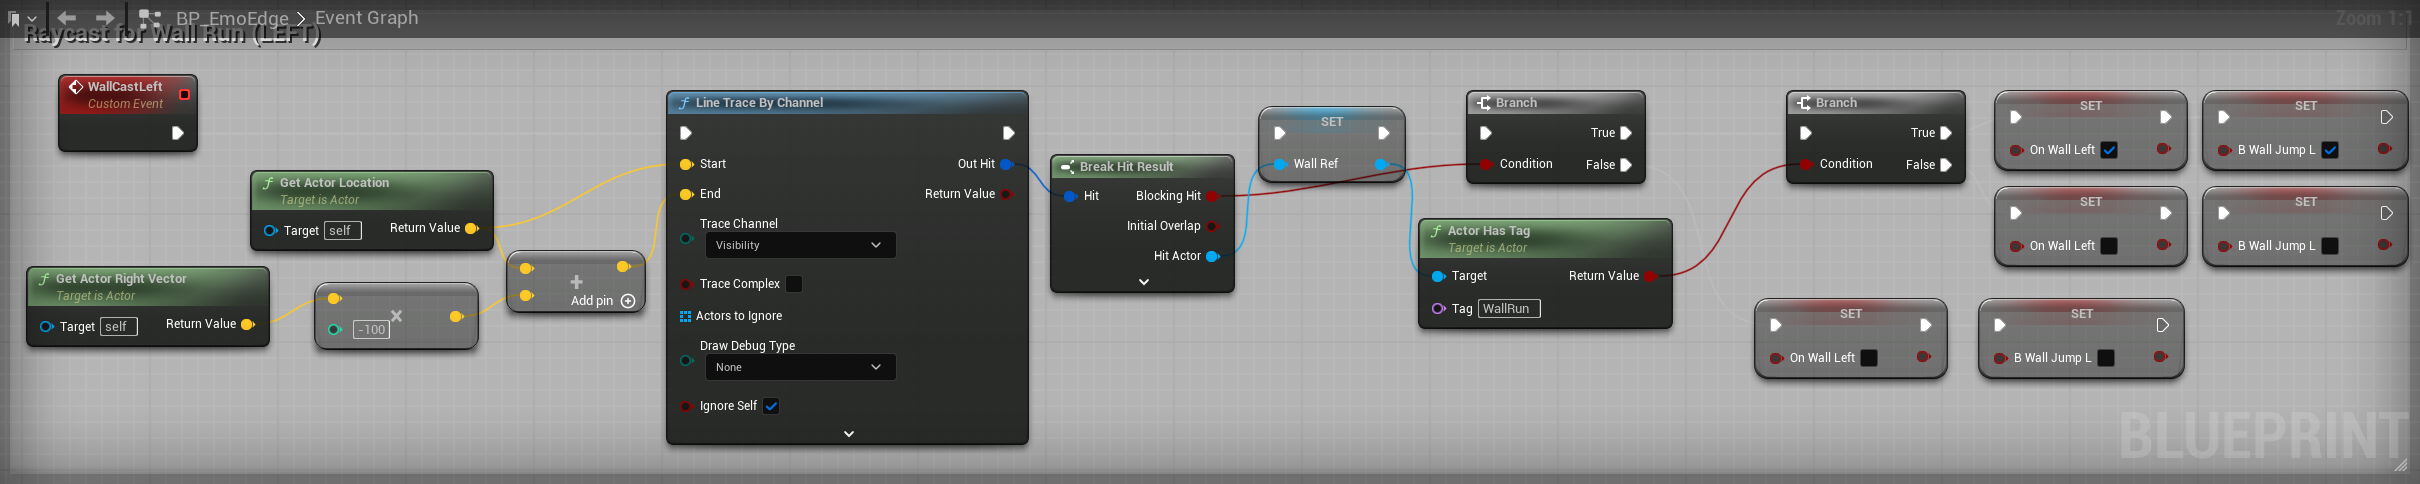 BP_EmoEdge > Event Graph
Zoom 1:1
Raycast for Wall Run (LEFT)
WallCastLeft
Custom Event
Get Actor Location
Target is Actor
Target self
Return Value
Get Actor Right Vector
Target is Actor
Target self
Return Value
×
-100
+
Add pin
Line Trace By Channel
Start
Out Hit
End
Return Value
Trace Channel
Visibility
Trace Complex
Actors to Ignore
Draw Debug Type
None
Ignore Self
Break Hit Result
Hit
Blocking Hit
Initial Overlap
Hit Actor
SET
Wall Ref
Branch
True
Condition
False
Actor Has Tag
Target is Actor
Target
Return Value
Tag WallRun
Branch
True
Condition
False
SET
On Wall Left
SET
B Wall Jump L
SET
On Wall Left
SET
B Wall Jump L
SET
On Wall Left
SET
B Wall Jump L
BLUEPRINT